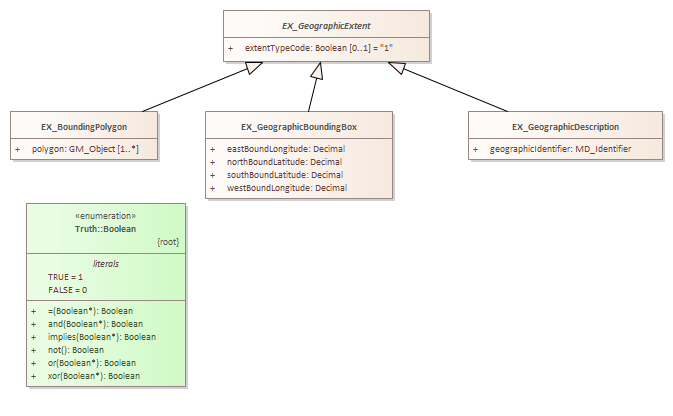 EX_GeographicExtent
+ extentTypeCode: Boolean [0..1] = "1"
EX_BoundingPolygon
+ polygon: GM_Object [1..*]
EX_GeographicBoundingBox
+ eastBoundLongitude: Decimal
+ northBoundLatitude: Decimal
+ southBoundLatitude: Decimal
+ westBoundLongitude: Decimal
EX_GeographicDescription
+ geographicIdentifier: MD_Identifier
«enumeration»
Truth::Boolean
{root}
literals
TRUE = 1
FALSE = 0
+ =(Boolean*): Boolean
+ and(Boolean*): Boolean
+ implies(Boolean*): Boolean
+ not(): Boolean
+ or(Boolean*): Boolean
+ xor(Boolean*): Boolean